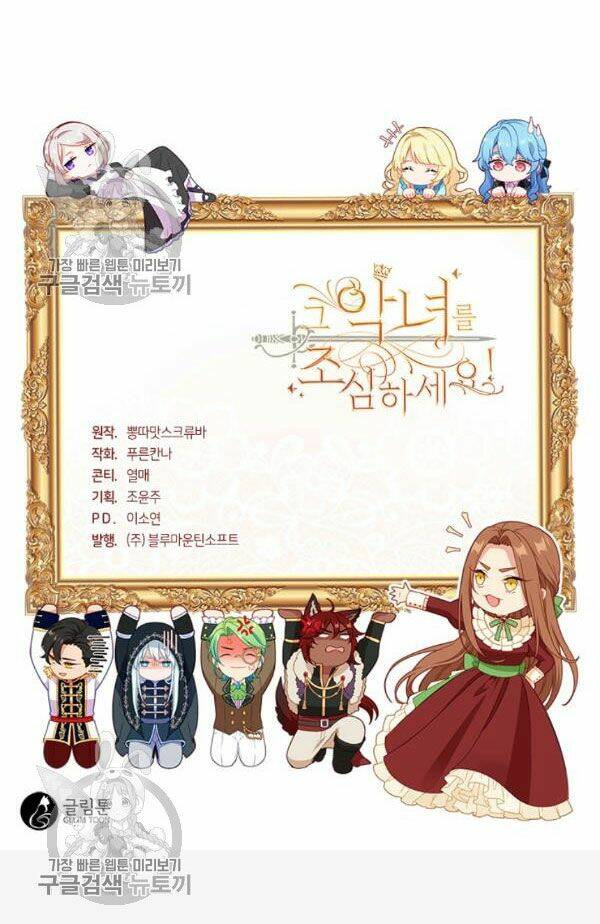 가장 빠른 웹툰 미리보기
구글검색 뉴토끼
그 악녀를
조심하세요!
원작. 뽕따맛스크류바
작화. 푸른칸나
콘티. 열매
기획. 조윤주
PD. 이소연
발행. (주)블루마운틴소프트
글림툰
GLIM TOON
가장 빠른 웹툰 미리보기
구글검색 뉴토끼